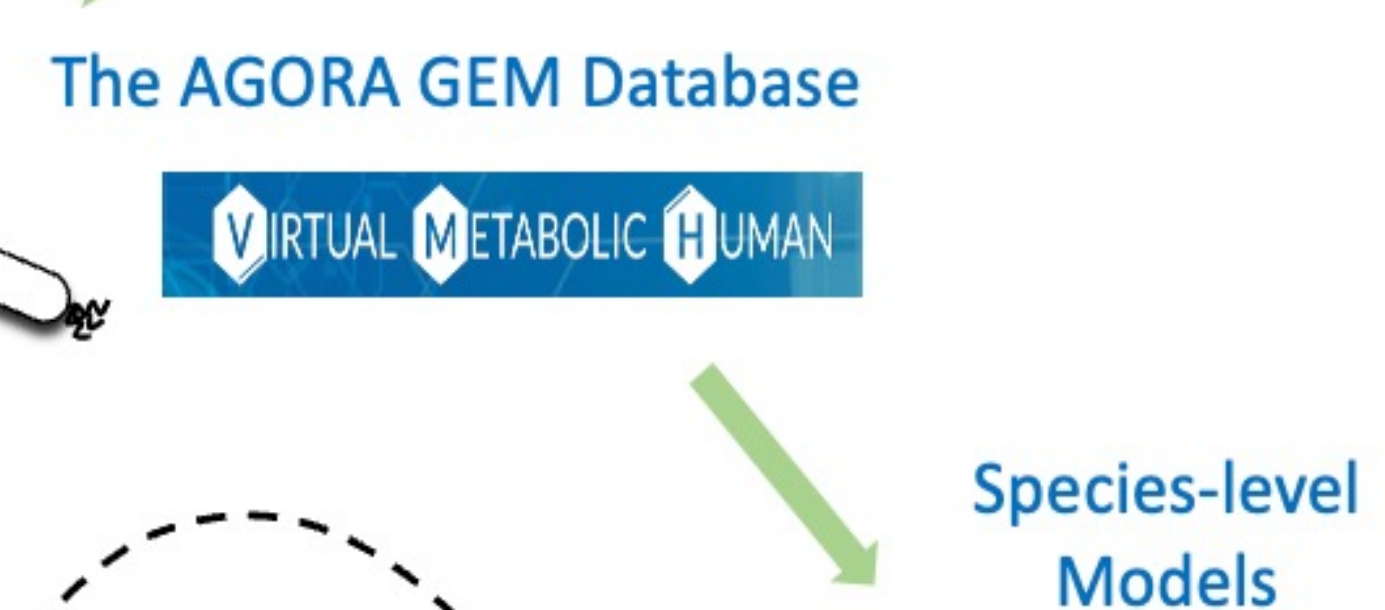 The AGORA GEM Database
VIRTUAL METABOLIC HUMAN
Species-level
Models